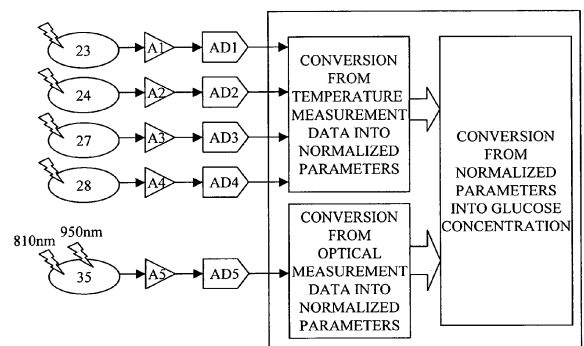 23 A1 AD1
24 A2 AD2
27 A3 AD3
28 A4 AD4
CONVERSION
FROM
TEMPERATURE
MEASUREMENT
DATA INTO
NORMALIZED
PARAMETERS
810nm 950nm
35 A5 AD5
CONVERSION
FROM
OPTICAL
MEASUREMENT
DATA INTO
NORMALIZED
PARAMETERS
CONVERSION
FROM
NORMALIZED
PARAMETERS
INTO GLUCOSE
CONCENTRATION